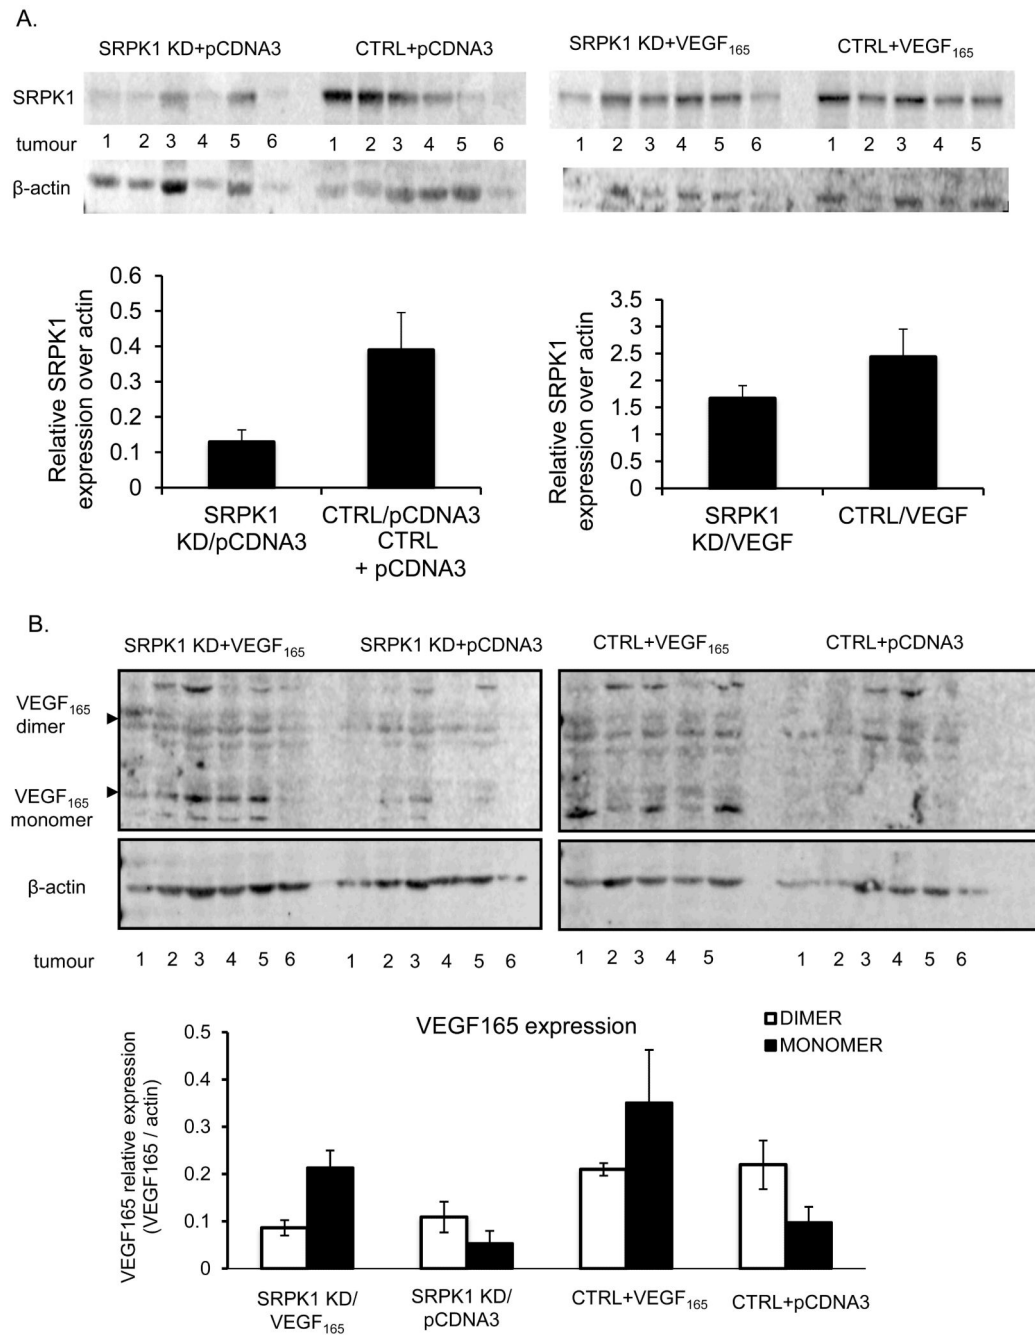 A.
SRPK1 KD+pCDNA3 CTRL+pCDNA3 SRPK1 KD+VEGF₁₆₅ CTRL+VEGF₁₆₅
SRPK1
tumour 1 2 3 4 5 6 1 2 3 4 5 6 1 2 3 4 5 6 1 2 3 4 5
β-actin
Relative SRPK1
expression over actin
0.6
0.5
0.4
0.3
0.2
0.1
0
SRPK1
KD/pCDNA3
CTRL/pCDNA3
CTRL
+ pCDNA3
Relative SRPK1
expression over actin
3.5
3
2.5
2
1.5
1
0.5
0
SRPK1
KD/VEGF
CTRL/VEGF
B.
SRPK1 KD+VEGF₁₆₅ SRPK1 KD+pCDNA3 CTRL+VEGF₁₆₅ CTRL+pCDNA3
VEGF₁₆₅
dimer
VEGF₁₆₅
monomer
β-actin
tumour 1 2 3 4 5 6 1 2 3 4 5 6 1 2 3 4 5 1 2 3 4 5 6
VEGF165 expression
DIMER
MONOMER
VEGF165 relative expression
(VEGF165 / actin)
0.5
0.4
0.3
0.2
0.1
0
SRPK1 KD/
VEGF₁₆₅
SRPK1 KD/
pCDNA3
CTRL+VEGF₁₆₅
CTRL+pCDNA3